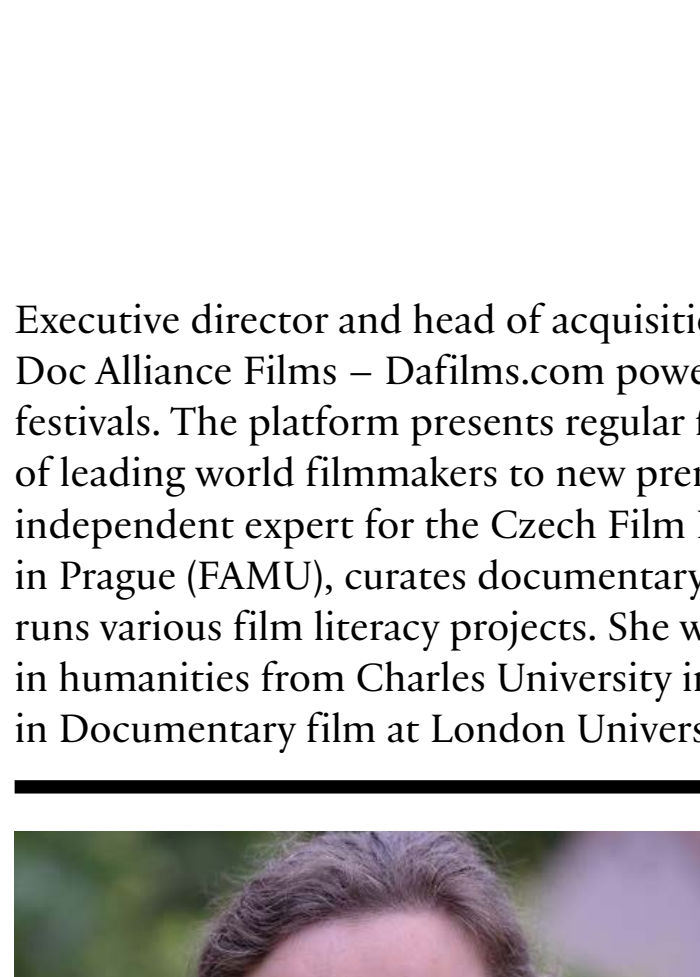 Executive director and head of acquisiti
Doc Alliance Films – Dafilms.com powe
festivals. The platform presents regular
of leading world filmmakers to new prem
independent expert for the Czech Film
in Prague (FAMU), curates documentary
runs various film literacy projects. She w
in humanities from Charles University in
in Documentary film at London Univers